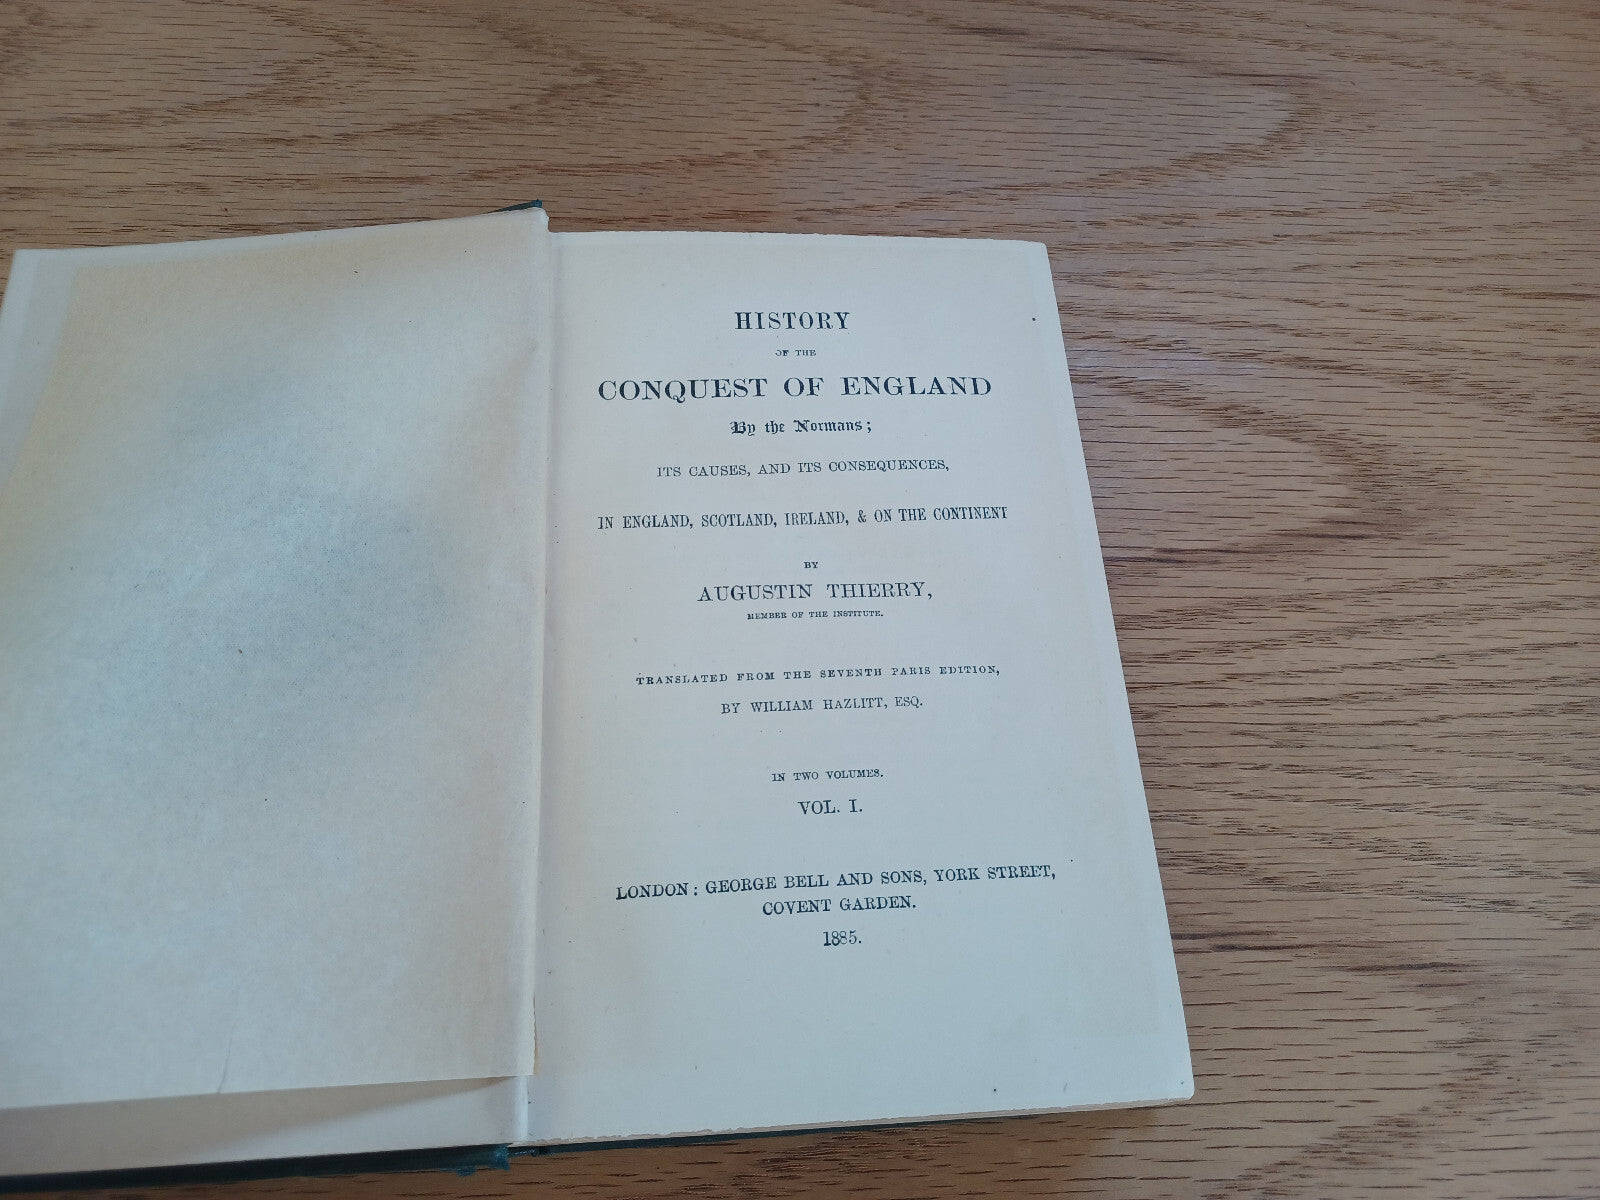 HISTORY
OF THE
CONQUEST OF ENGLAND
By the Normans;
ITS CAUSES, AND ITS CONSEQUENCES,
IN ENGLAND, SCOTLAND, IRELAND, & ON THE CONTINENT
BY
AUGUSTIN THIERRY,
MEMBER OF THE INSTITUTE.
TRANSLATED FROM THE SEVENTH PARIS EDITION,
BY WILLIAM HAZLITT, ESQ.
IN TWO VOLUMES.
VOL. I.
LONDON: GEORGE BELL AND SONS, YORK STREET,
COVENT GARDEN.
1885.